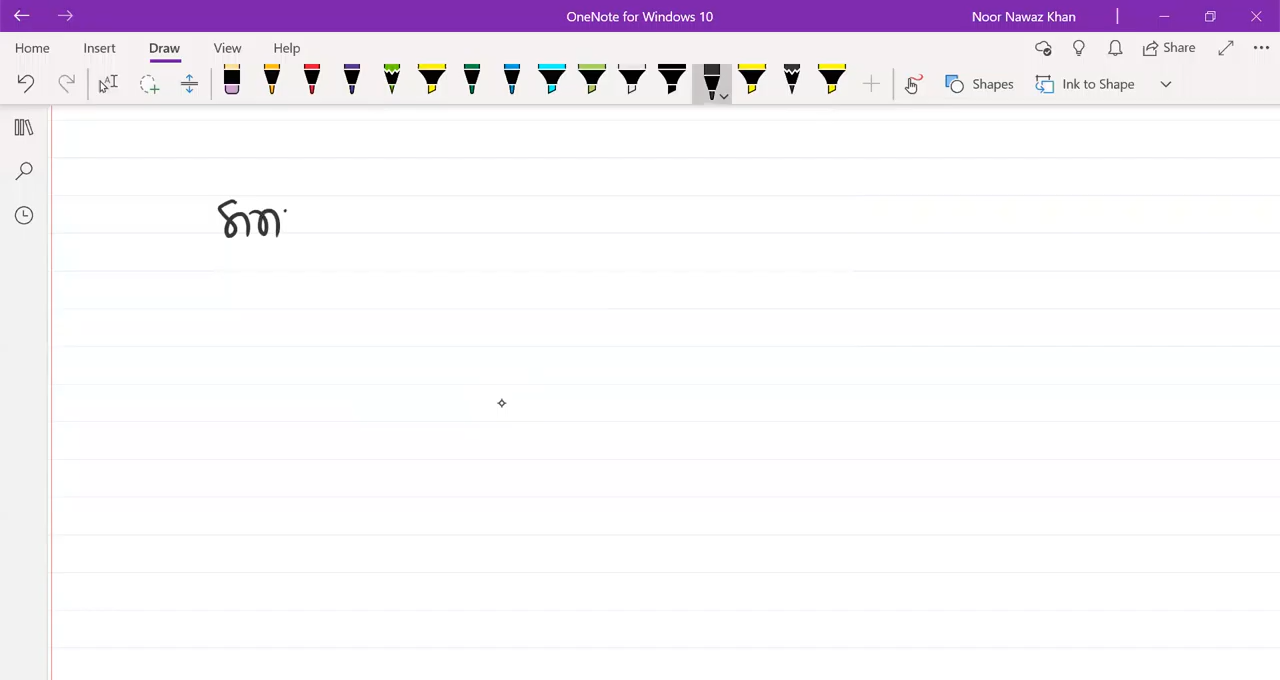 OneNote for Windows 10
Noor Nawaz Khan
Home Insert Draw View Help
Share
Shapes
Ink to Shape